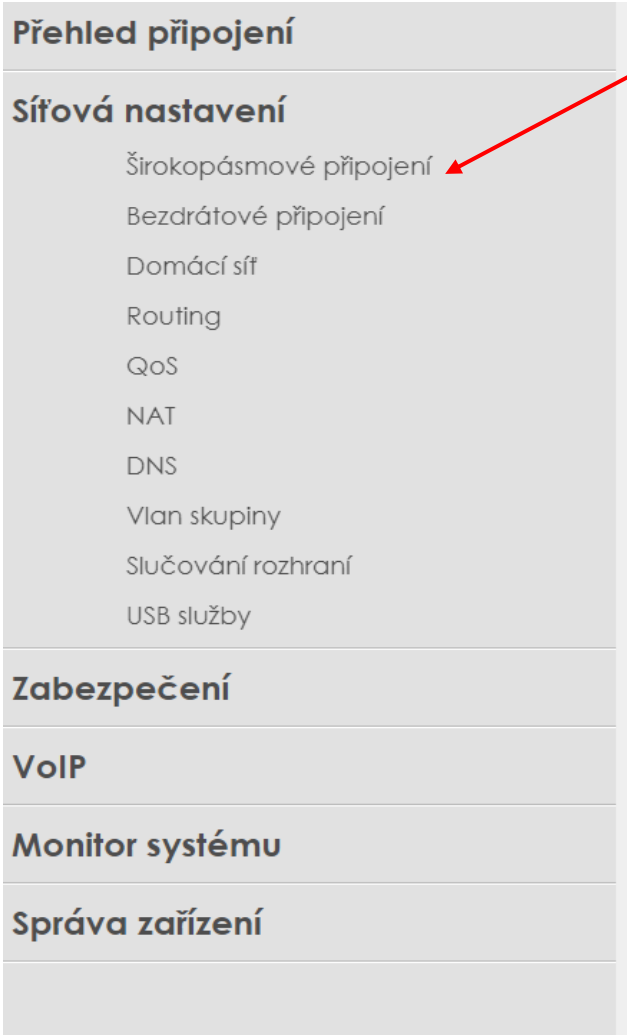 Přehled připojení
Síťová nastavení
Širokopásmové připojení
Bezdrátové připojení
Domácí síť
Routing
QoS
NAT
DNS
Vlan skupiny
Slučování rozhraní
USB služby
Zabezpečení
VoIP
Monitor systému
Správa zařízení